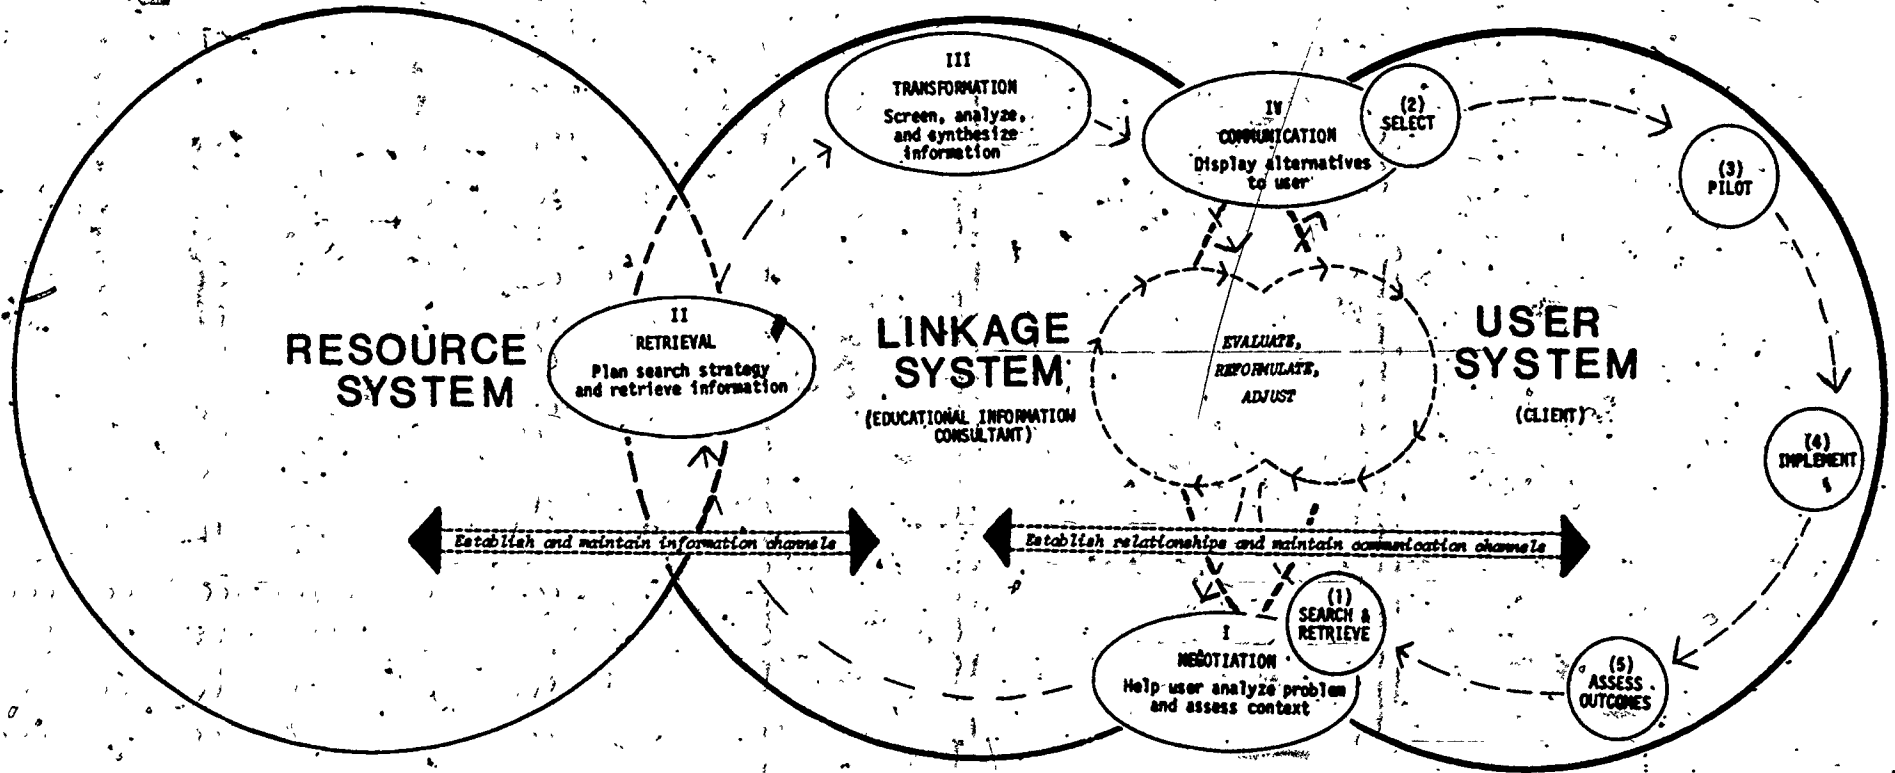 III
TRANSFORMATION
Screen, analyze,
and synthesize
information
IV
COMMUNICATION
Display alternatives
to user
(2)
SELECT
(3)
PILOT
II
RETRIEVAL
Plan search strategy
and retrieve information
RESOURCE
SYSTEM
LINKAGE
SYSTEM
(EDUCATIONAL INFORMATION
CONSULTANT)
EVALUATE,
REFORMULATE,
ADJUST
USER
SYSTEM
(CLIENT)
(4)
IMPLEMENT
Establish and maintain information channels
Establish relationships and maintain communication channels
(1)
SEARCH &
RETRIEVE
I
NEGOTIATION
Help user analyze problem
and assess context
(5)
ASSESS
OUTCOMES